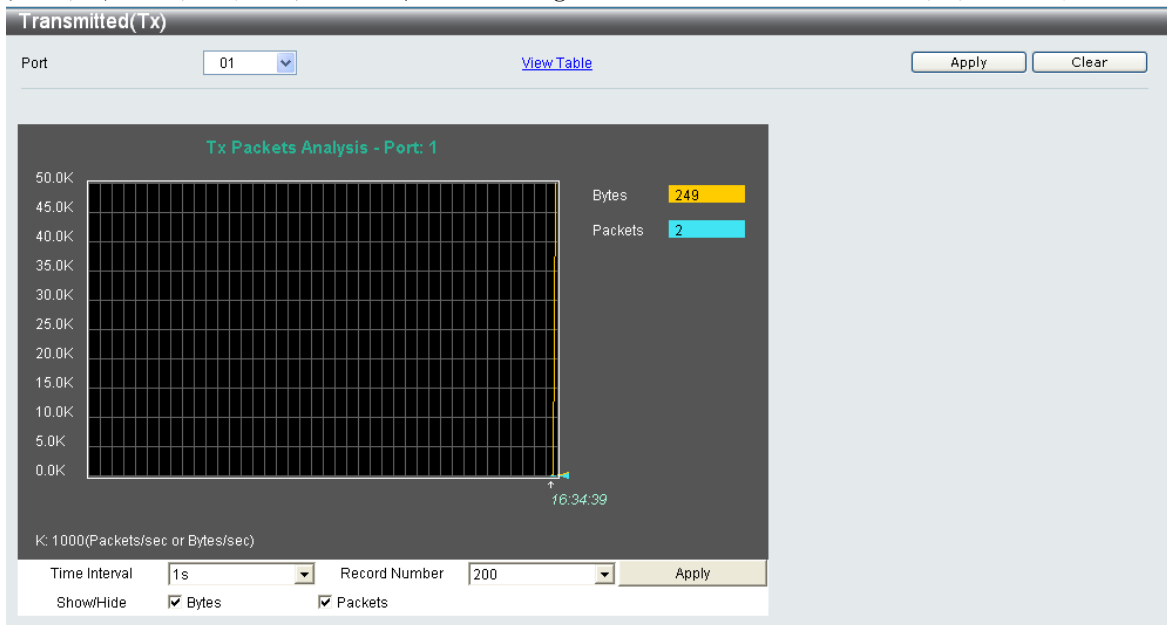 Transmitted(Tx)
Port 01 View Table Apply Clear
Tx Packets Analysis - Port: 1
50.0K
Bytes 249
45.0K
Packets 2
40.0K
35.0K
30.0K
25.0K
20.0K
15.0K
10.0K
5.0K
0.0K
16:34:39
K: 1000(Packets/sec or Bytes/sec)
Time Interval 1s Record Number 200 Apply
Show/Hide Bytes Packets